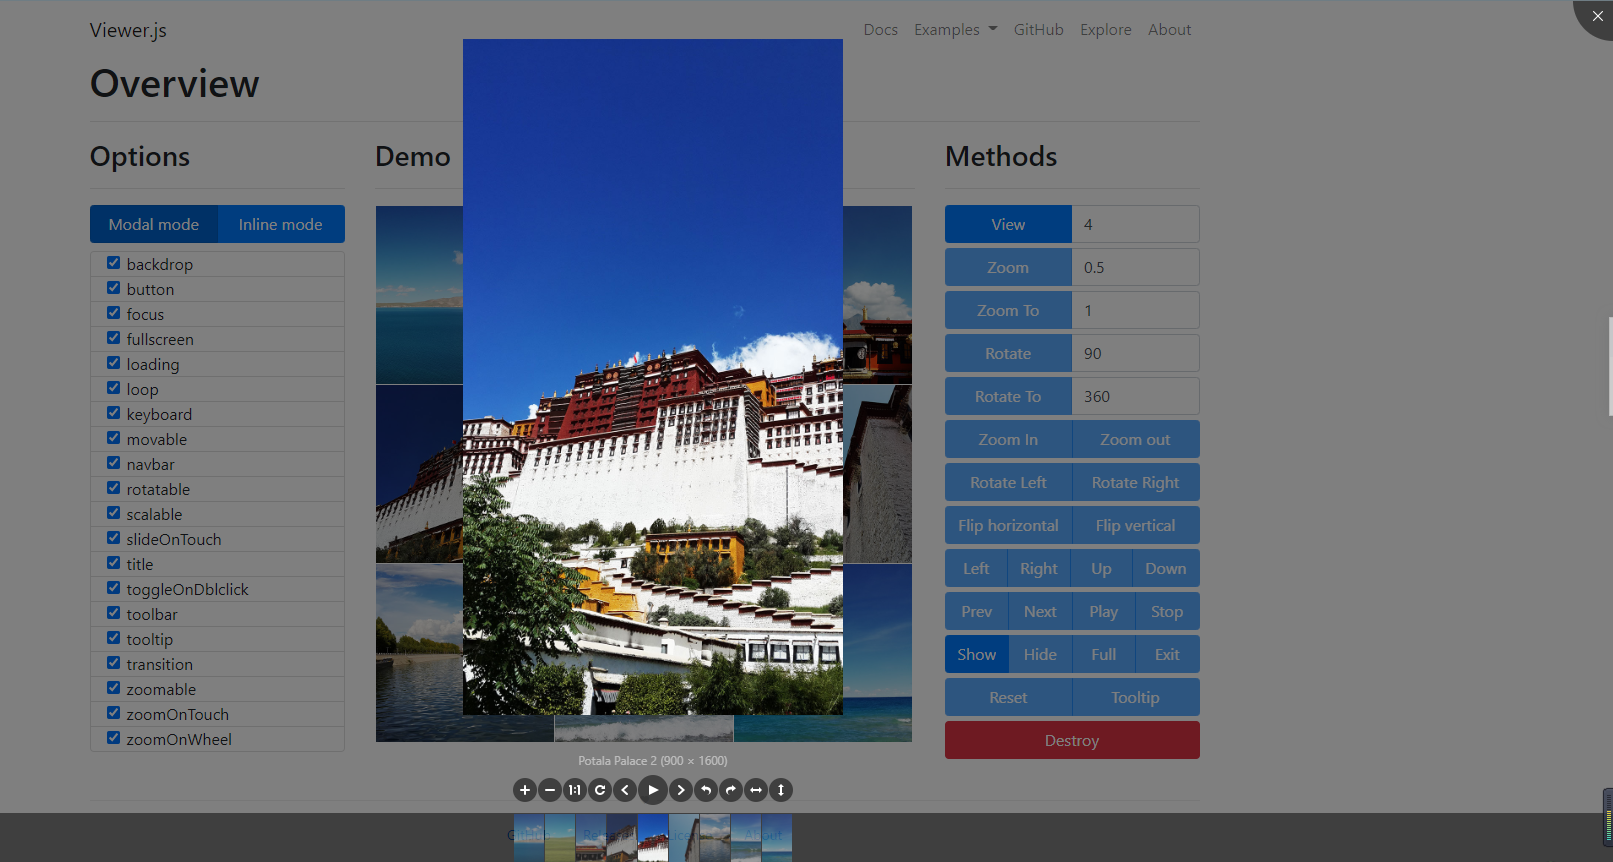 Viewer.js
Docs Examples GitHub Explore About
Overview
Options
Modal mode Inline mode
backdrop
button
focus
fullscreen
loading
loop
keyboard
movable
navbar
rotatable
scalable
slideOnTouch
title
toggleOnDblclick
toolbar
tooltip
transition
zoomable
zoomOnTouch
zoomOnWheel
Demo
Methods
View 4
Zoom 0.5
Zoom To 1
Rotate 90
Rotate To 360
Zoom In Zoom out
Rotate Left Rotate Right
Flip horizontal Flip vertical
Left Right Up Down
Prev Next Play Stop
Show Hide Full Exit
Reset Tooltip
Destroy
Potala Palace 2 (900 × 1600)
1:1
About